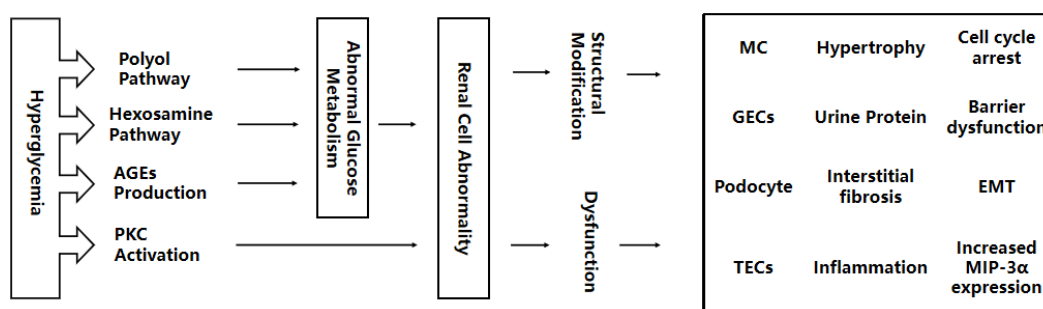 Hyperglycemia
Polyol
Pathway
Hexosamine
Pathway
AGEs
Production
PKC
Activation
Abnormal Glucose
Metabolism
Renal Cell Abnormality
Structural
Modification
Dysfunction
MC
Hypertrophy
Cell cycle
arrest
GECs
Urine Protein
Barrier
dysfunction
Podocyte
Interstitial
fibrosis
EMT
TECs
Inflammation
Increased
MIP-3α
expression